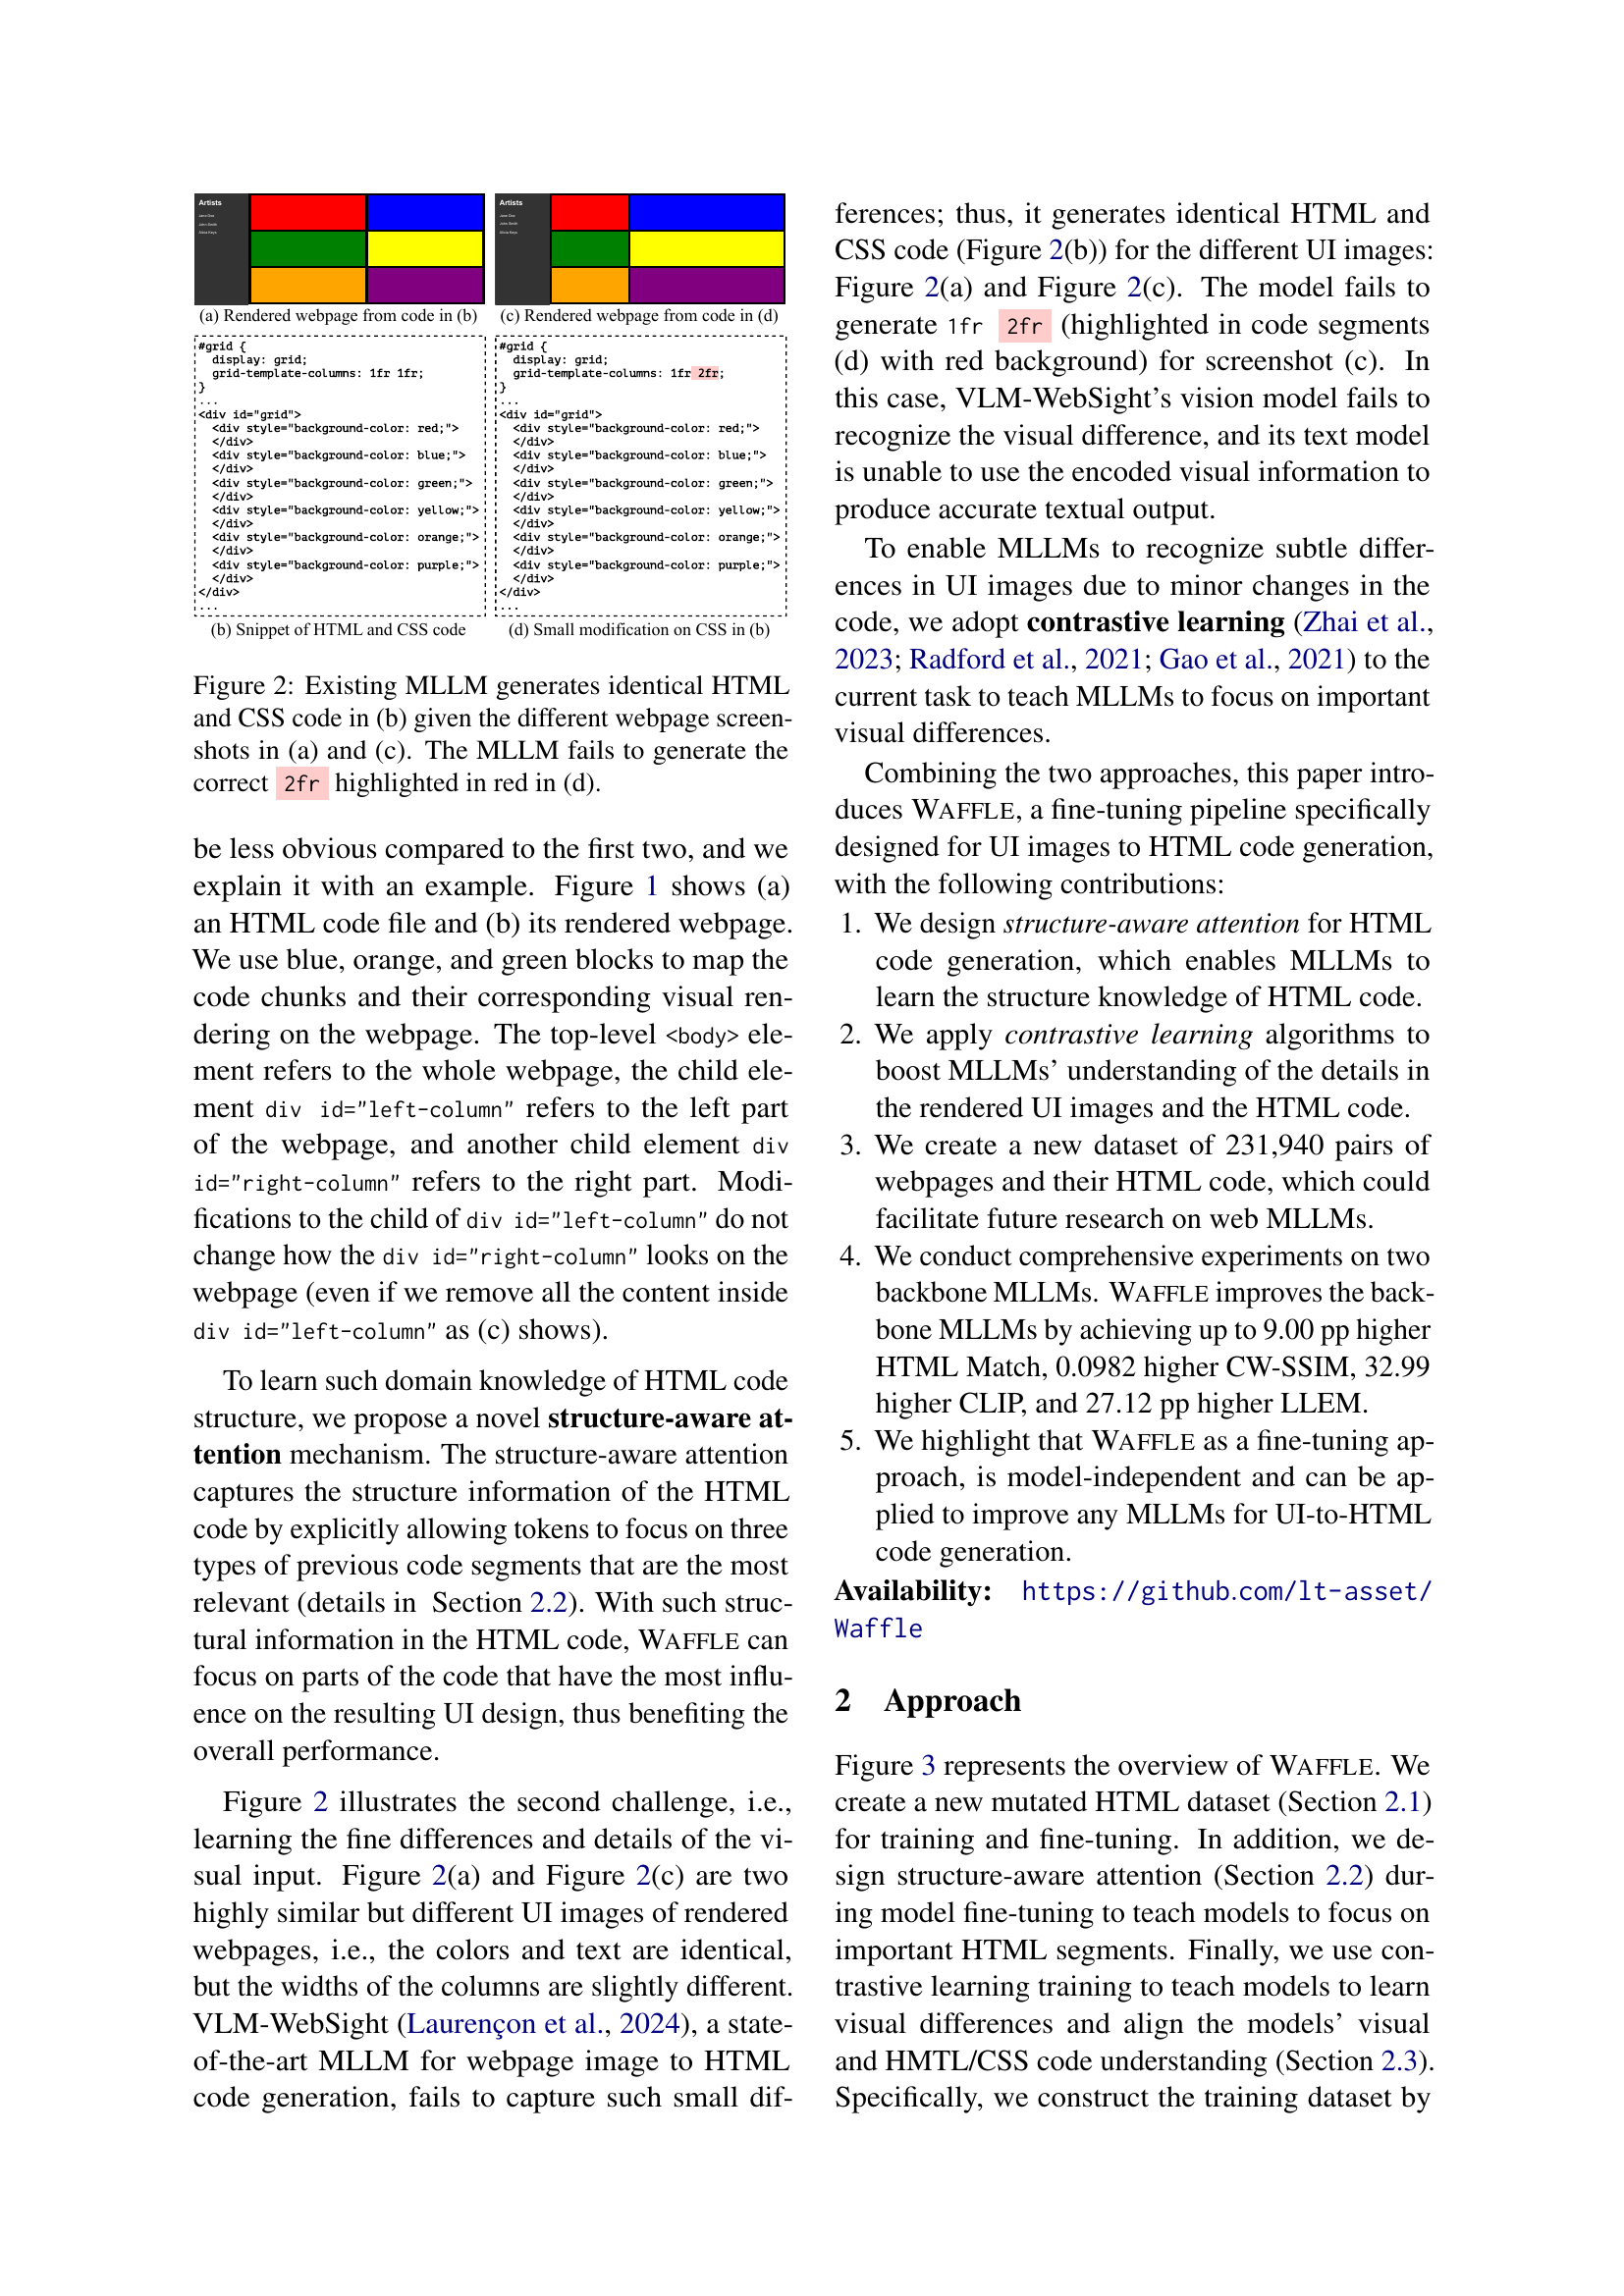 Artists
Jane Doe
John Smith
Alicia Keys
(a) Rendered webpage from code in (b)
Artists
Jane Doe
John Smith
Alicia Keys
(c) Rendered webpage from code in (d)
#grid {
display: grid;
grid-template-columns: 1fr 1fr;
}
...
<div id="grid">
<div style="background-color: red;">
</div>
<div style="background-color: blue;">
</div>
<div style="background-color: green;">
</div>
<div style="background-color: yellow;">
</div>
<div style="background-color: orange;">
</div>
<div style="background-color: purple;">
</div>
</div>
...
(b) Snippet of HTML and CSS code
#grid {
display: grid;
grid-template-columns: 1fr 2fr;
}
...
<div id="grid">
<div style="background-color: red;">
</div>
<div style="background-color: blue;">
</div>
<div style="background-color: green;">
</div>
<div style="background-color: yellow;">
</div>
<div style="background-color: orange;">
</div>
<div style="background-color: purple;">
</div>
</div>
...
(d) Small modification on CSS in (b)
Figure 2: Existing MLLM generates identical HTML
and CSS code in (b) given the different webpage screen-
shots in (a) and (c). The MLLM fails to generate the
correct 2fr highlighted in red in (d).
be less obvious compared to the first two, and we
explain it with an example. Figure 1 shows (a)
an HTML code file and (b) its rendered webpage.
We use blue, orange, and green blocks to map the
code chunks and their corresponding visual ren-
dering on the webpage. The top-level <body> ele-
ment refers to the whole webpage, the child ele-
ment div id="left-column" refers to the left part
of the webpage, and another child element div
id="right-column" refers to the right part. Modi-
fications to the child of div id="left-column" do not
change how the div id="right-column" looks on the
webpage (even if we remove all the content inside
div id="left-column" as (c) shows).
To learn such domain knowledge of HTML code
structure, we propose a novel structure-aware at-
tention mechanism. The structure-aware attention
captures the structure information of the HTML
code by explicitly allowing tokens to focus on three
types of previous code segments that are the most
relevant (details in Section 2.2). With such struc-
tural information in the HTML code, WAFFLE can
focus on parts of the code that have the most influ-
ence on the resulting UI design, thus benefiting the
overall performance.
Figure 2 illustrates the second challenge, i.e.,
learning the fine differences and details of the vi-
sual input. Figure 2(a) and Figure 2(c) are two
highly similar but different UI images of rendered
webpages, i.e., the colors and text are identical,
but the widths of the columns are slightly different.
VLM-WebSight (Laurençon et al., 2024), a state-
of-the-art MLLM for webpage image to HTML
code generation, fails to capture such small dif-
ferences; thus, it generates identical HTML and
CSS code (Figure 2(b)) for the different UI images:
Figure 2(a) and Figure 2(c). The model fails to
generate 1fr 2fr (highlighted in code segments
(d) with red background) for screenshot (c). In
this case, VLM-WebSight's vision model fails to
recognize the visual difference, and its text model
is unable to use the encoded visual information to
produce accurate textual output.
To enable MLLMs to recognize subtle differ-
ences in UI images due to minor changes in the
code, we adopt contrastive learning (Zhai et al.,
2023; Radford et al., 2021; Gao et al., 2021) to the
current task to teach MLLMs to focus on important
visual differences.
Combining the two approaches, this paper intro-
duces WAFFLE, a fine-tuning pipeline specifically
designed for UI images to HTML code generation,
with the following contributions:
1. We design structure-aware attention for HTML
code generation, which enables MLLMs to
learn the structure knowledge of HTML code.
2. We apply contrastive learning algorithms to
boost MLLMs' understanding of the details in
the rendered UI images and the HTML code.
3. We create a new dataset of 231,940 pairs of
webpages and their HTML code, which could
facilitate future research on web MLLMs.
4. We conduct comprehensive experiments on two
backbone MLLMs. WAFFLE improves the back-
bone MLLMs by achieving up to 9.00 pp higher
HTML Match, 0.0982 higher CW-SSIM, 32.99
higher CLIP, and 27.12 pp higher LLEM.
5. We highlight that WAFFLE as a fine-tuning ap-
proach, is model-independent and can be ap-
plied to improve any MLLMs for UI-to-HTML
code generation.
Availability: https://github.com/lt-asset/
Waffle
2 Approach
Figure 3 represents the overview of WAFFLE. We
create a new mutated HTML dataset (Section 2.1)
for training and fine-tuning. In addition, we de-
sign structure-aware attention (Section 2.2) dur-
ing model fine-tuning to teach models to focus on
important HTML segments. Finally, we use con-
trastive learning training to teach models to learn
visual differences and align the models' visual
and HMTL/CSS code understanding (Section 2.3).
Specifically, we construct the training dataset by